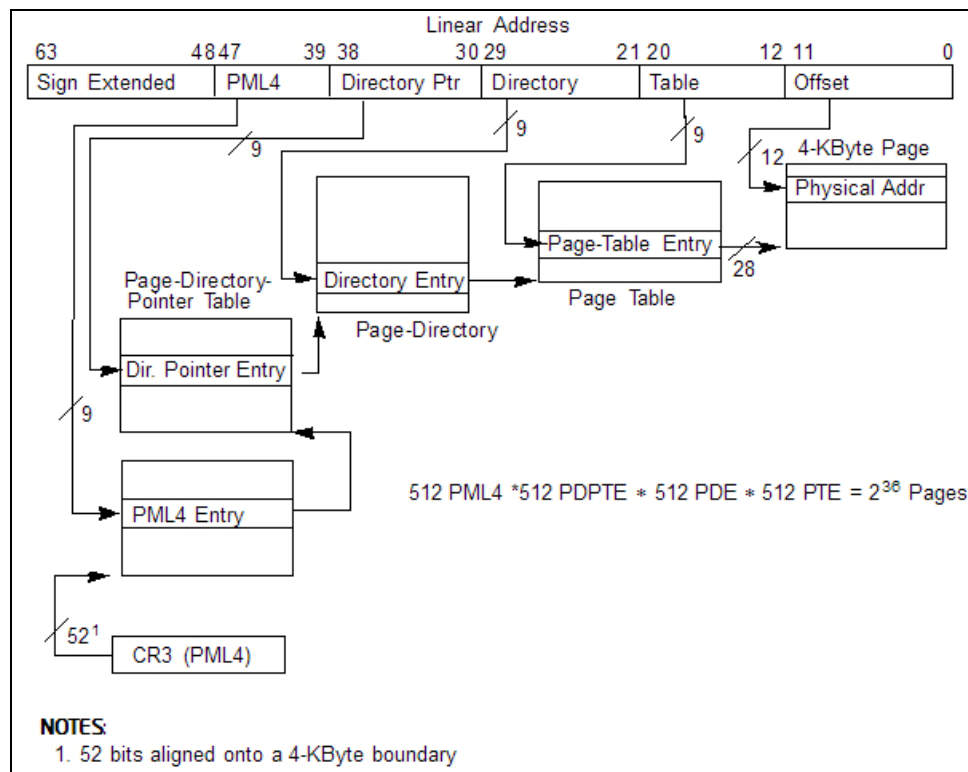 Linear Address
63 48 47 39 38 30 29 21 20 12 11 0
Sign Extended PML4 Directory Ptr Directory Table Offset
9
9
9
12
4-KByte Page
Physical Addr
Page-Table Entry
28
Page Table
Directory Entry
Page-Directory
Page-Directory-
Pointer Table
Dir. Pointer Entry
9
512 PML4 *512 PDPTE * 512 PDE * 512 PTE = 2³⁶ Pages
PML4 Entry
52¹
CR3 (PML4)
NOTES:
1. 52 bits aligned onto a 4-KByte boundary